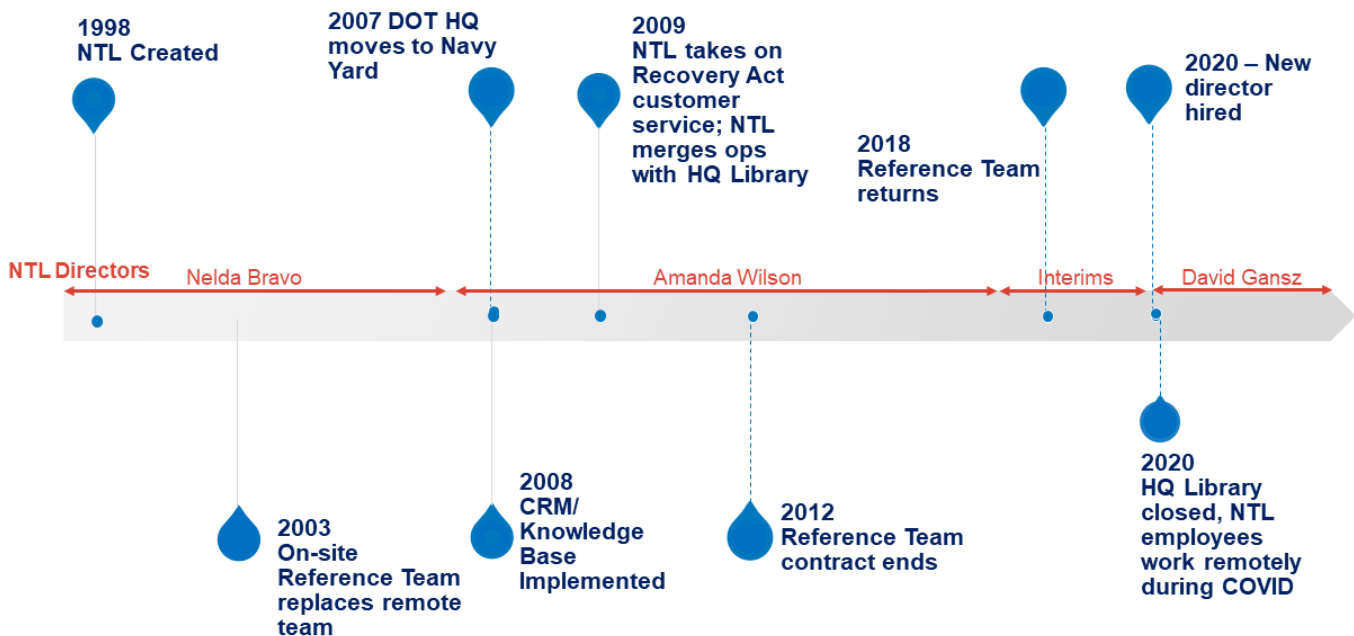 1998
NTL Created
2007 DOT HQ
moves to Navy
Yard
2009
NTL takes on
Recovery Act
customer
service; NTL
merges ops
with HQ Library
2018
Reference Team
returns
2020 – New
director
hired
NTL Directors
Nelda Bravo
Amanda Wilson
Interims
David Gansz
2003
On-site
Reference Team
replaces remote
team
2008
CRM/
Knowledge
Base
Implemented
2012
Reference Team
contract ends
2020
HQ Library
closed, NTL
employees
work remotely
during COVID